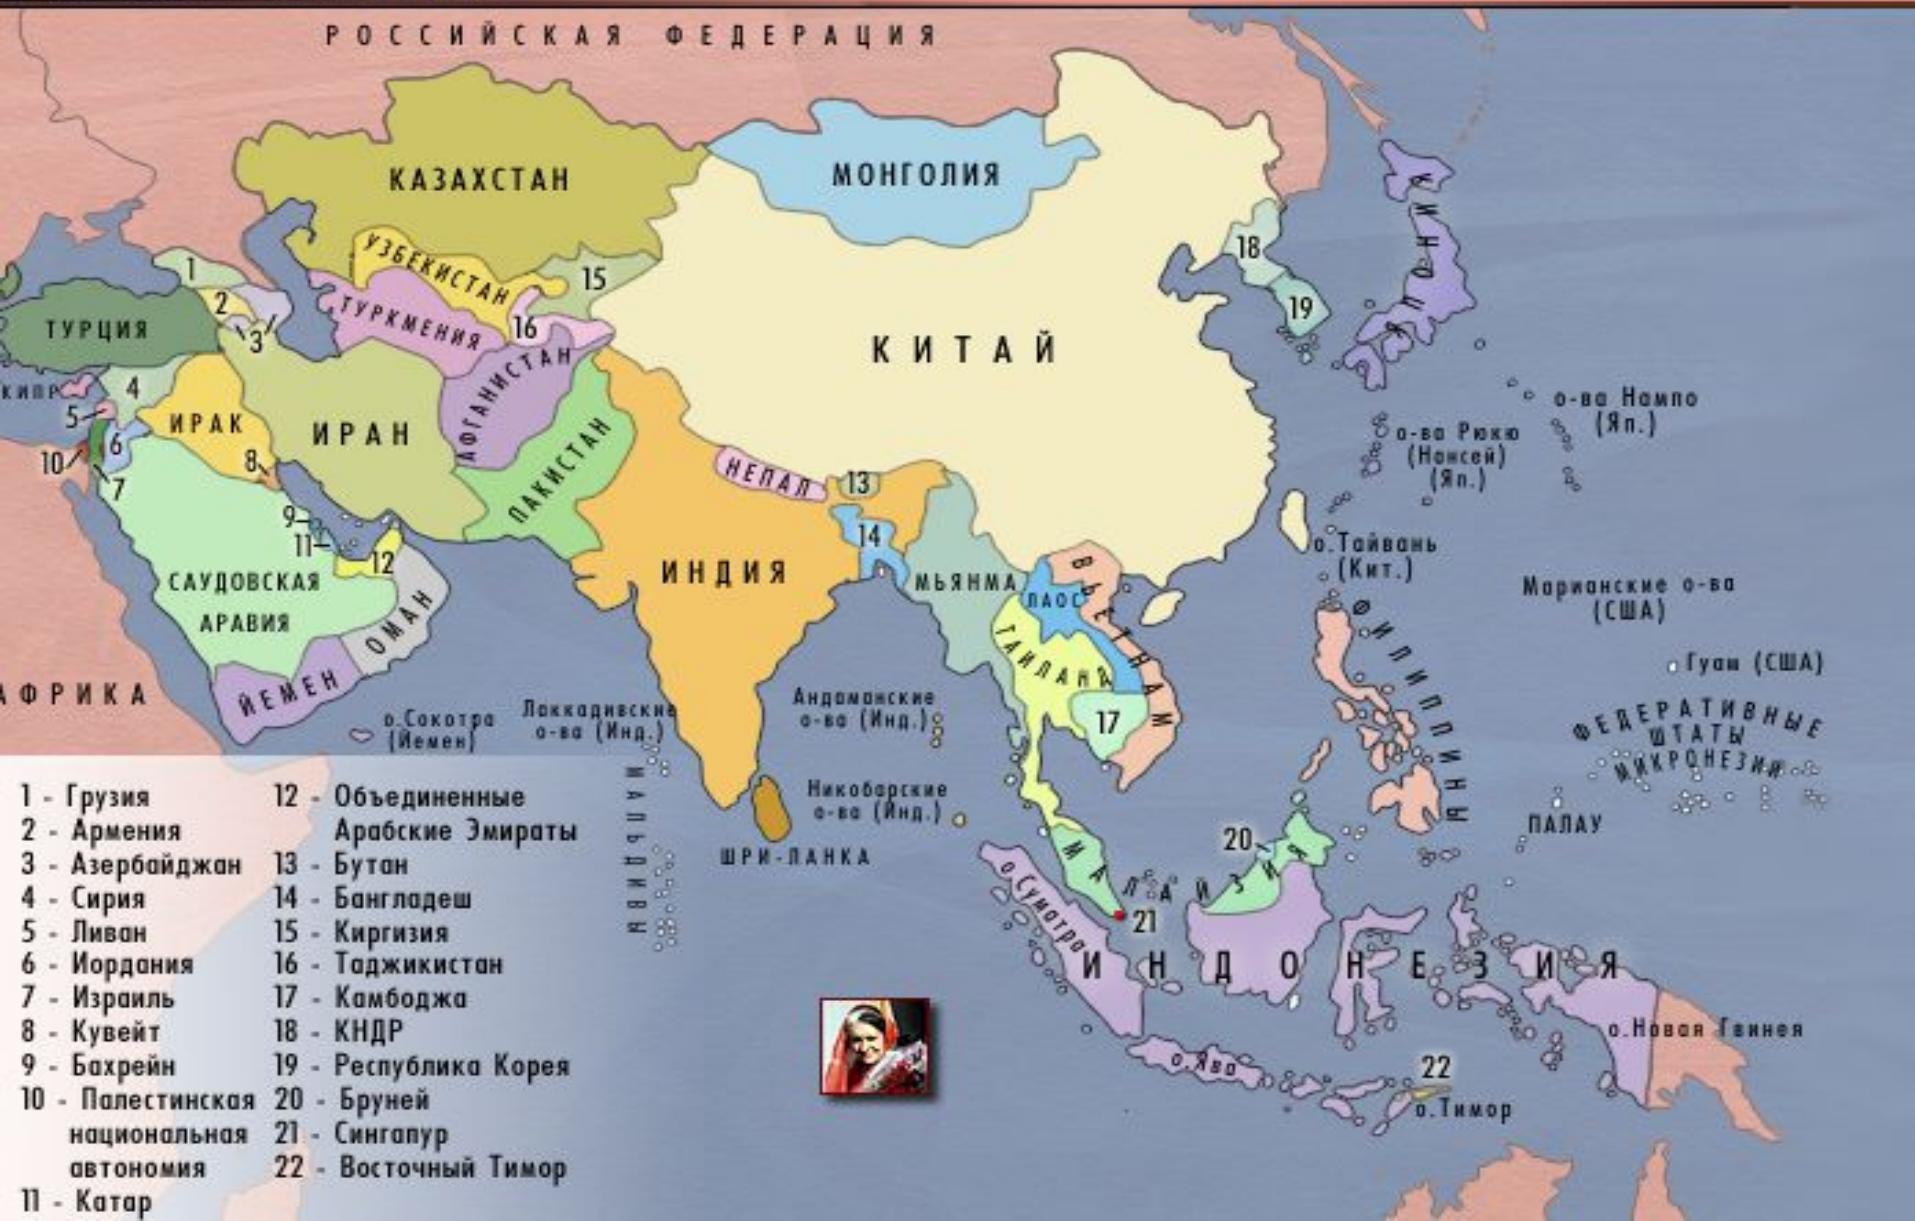 РОССИЙСКАЯ ФЕДЕРАЦИЯ
КАЗАХСТАН
МОНГОЛИЯ
ЯПОНИЯ
УЗБЕКИСТАН
ТУРКМЕНИЯ
1
2
3
15
16
18
19
ТУРЦИЯ
КИТАЙ
КИПР
4
5
6
7
10
ИРАК
8
ИРАН
АФГАНИСТАН
ПАКИСТАН
НЕПАЛ
13
14
о-ва Нампо
(Яп.)
о-ва Рюкю
(Нансей)
(Яп.)
9
11
12
САУДОВСКАЯ
АРАВИЯ
ОМАН
ЙЕМЕН
ИНДИЯ
МЬЯНМА
ЛАОС
ВЬЕТНАМ
ТАИЛАНД
17
о.Тайвань
(Кит.)
Марианские о-ва
(США)
Гуам (США)
ФИЛИППИНЫ
ФЕДЕРАТИВНЫЕ
ШТАТЫ
МИКРОНЕЗИИ
ПАЛАУ
АФРИКА
о.Сокотра
(Йемен)
Лаккадивские
о-ва (Инд.)
Андаманские
о-ва (Инд.)
Никобарские
о-ва (Инд.)
МАЛЬДИВЫ
ШРИ-ЛАНКА
МАЛАЙЗИЯ
20
21
о.Суматра
ИНДОНЕЗИЯ
о.Новая Гвинея
о.Ява
22
о.Тимор
1 - Грузия
2 - Армения
3 - Азербайджан
4 - Сирия
5 - Ливан
6 - Иордания
7 - Израиль
8 - Кувейт
9 - Бахрейн
10 - Палестинская
национальная
автономия
11 - Катар
12 - Объединенные
Арабские Эмираты
13 - Бутан
14 - Бангладеш
15 - Киргизия
16 - Таджикистан
17 - Камбоджа
18 - КНДР
19 - Республика Корея
20 - Бруней
21 - Сингапур
22 - Восточный Тимор